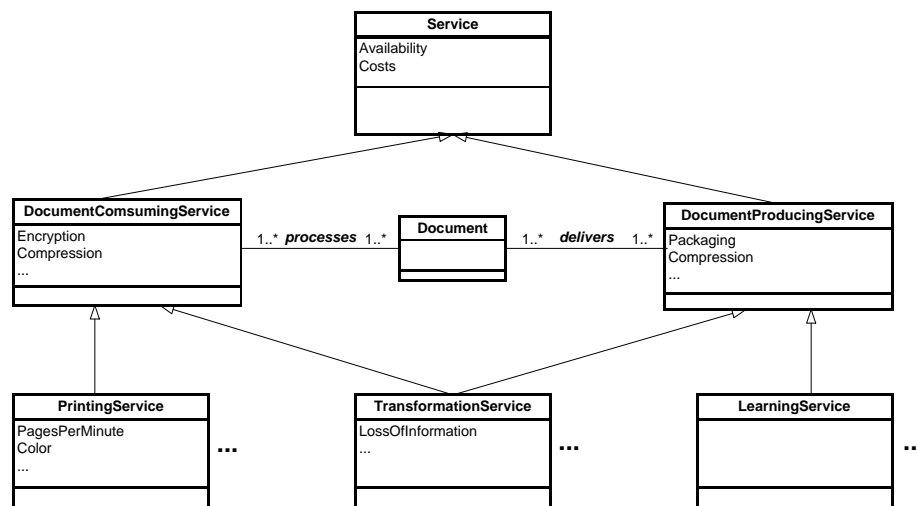 Service
Availability
Costs
DocumentComsumingService
Encryption
Compression
...
1..* processes 1..*
Document
1..* delivers 1..*
DocumentProducingService
Packaging
Compression
...
PrintingService
PagesPerMinute
Color
...
...
TransformationService
LossOfInformation
...
...
LearningService
..